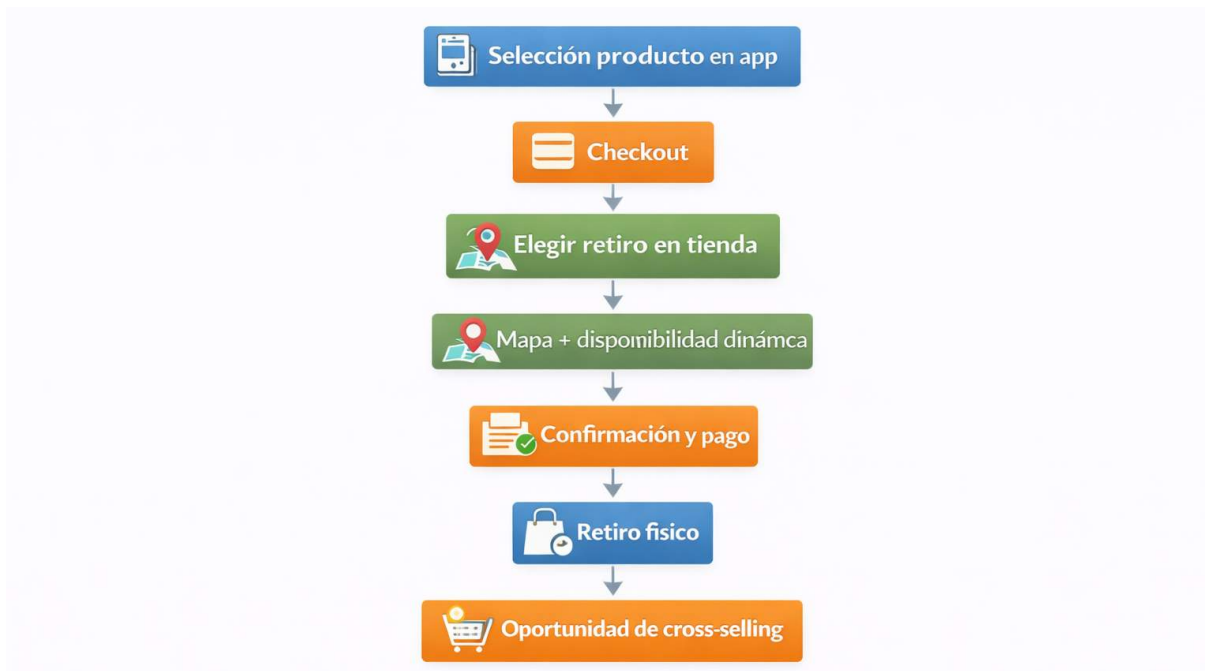 Selección producto en app
Checkout
Elegir retiro en tienda
Mapa + dispomibilidad dinámca
Confirmación y pago
Retiro fisico
Oportunidad de cross-selling